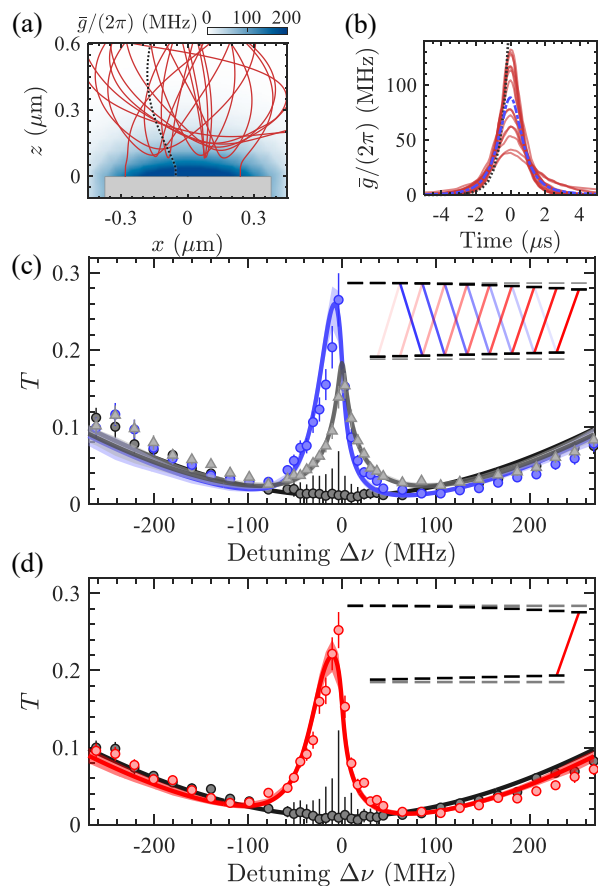 (a)
ḡ/(2π) (MHz)
0 100 200
0.6
0.3
0
z (μm)
-0.3 0 0.3
x (μm)
(b)
100
50
0
ḡ/(2π) (MHz)
-4 -2 0 2 4
Time (μs)
(c)
0.3
0.2
0.1
0
T
-200 -100 0 100 200
Detuning Δν (MHz)
(d)
0.3
0.2
0.1
0
T
-200 -100 0 100 200
Detuning Δν (MHz)